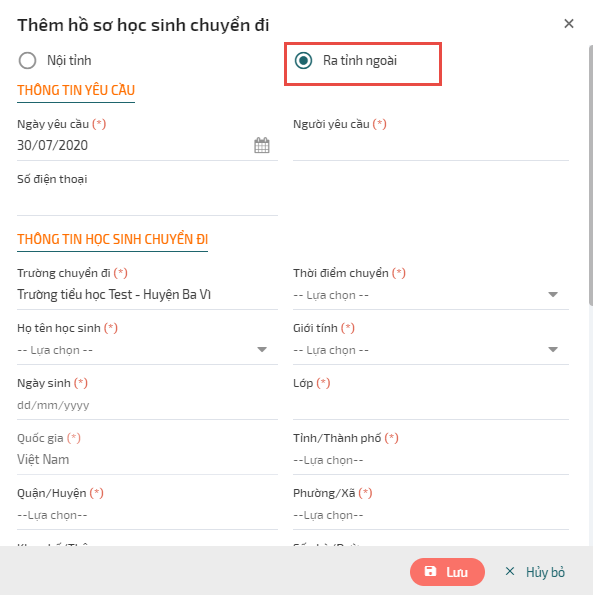 Thêm hồ sơ học sinh chuyển đi
Nội tỉnh
Ra tỉnh ngoài
THÔNG TIN YÊU CẦU
Ngày yêu cầu (*)
Người yêu cầu (*)
30/07/2020
Số điện thoại
THÔNG TIN HỌC SINH CHUYỂN ĐI
Trường chuyển đi (*)
Thời điểm chuyển (*)
Trường tiểu học Test - Huyện Ba Vì
-- Lựa chọn --
Họ tên học sinh (*)
Giới tính (*)
-- Lựa chọn --
-- Lựa chọn --
Ngày sinh (*)
Lớp (*)
dd/mm/yyyy
Quốc gia (*)
Tỉnh/Thành phố (*)
Việt Nam
--Lựa chọn--
Quận/Huyện (*)
Phường/Xã (*)
--Lựa chọn--
--Lựa chọn--
Lưu
Hủy bỏ